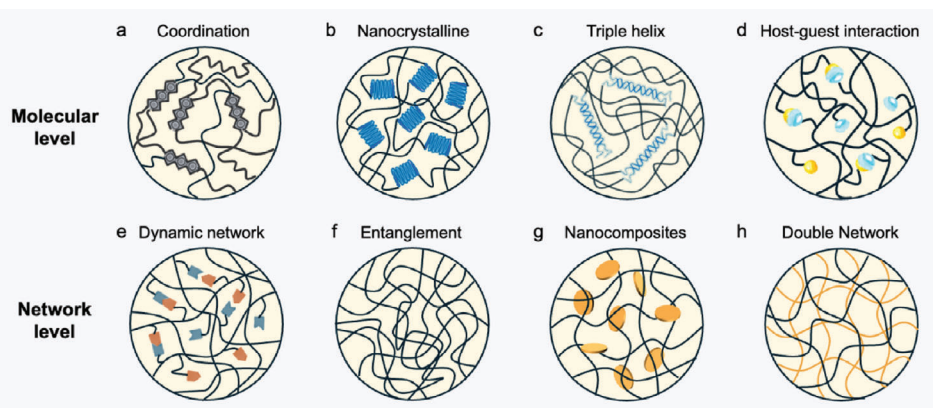 a Coordination b Nanocrystalline c Triple helix d Host-guest interaction
Molecular
level
e Dynamic network f Entanglement g Nanocomposites h Double Network
Network
level